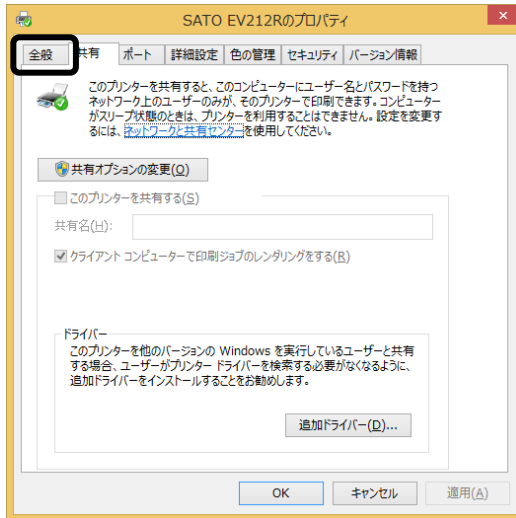 SATO EV212Rのプロパティ
全般 共有 ポート 詳細設定 色の管理 セキュリティ バージョン情報
このプリンターを共有すると、このコンピューターにユーザー名とパスワードを持つ
ネットワーク上のユーザーのみが、そのプリンターで印刷できます。コンピューター
がスリープ状態のときは、プリンターを利用することはできません。設定を変更す
るには、ネットワークと共有センターを使用してください。
共有オプションの変更(O)
このプリンターを共有する(S)
共有名(H):
クライアント コンピューターで印刷ジョブのレンダリングをする(R)
ドライバー
このプリンターを他のバージョンの Windows を実行しているユーザーと共有
する場合、ユーザーがプリンター ドライバーを検索する必要がなくなるように、
追加ドライバーをインストールすることをお勧めします。
追加ドライバー(D)...
OK キャンセル 適用(A)